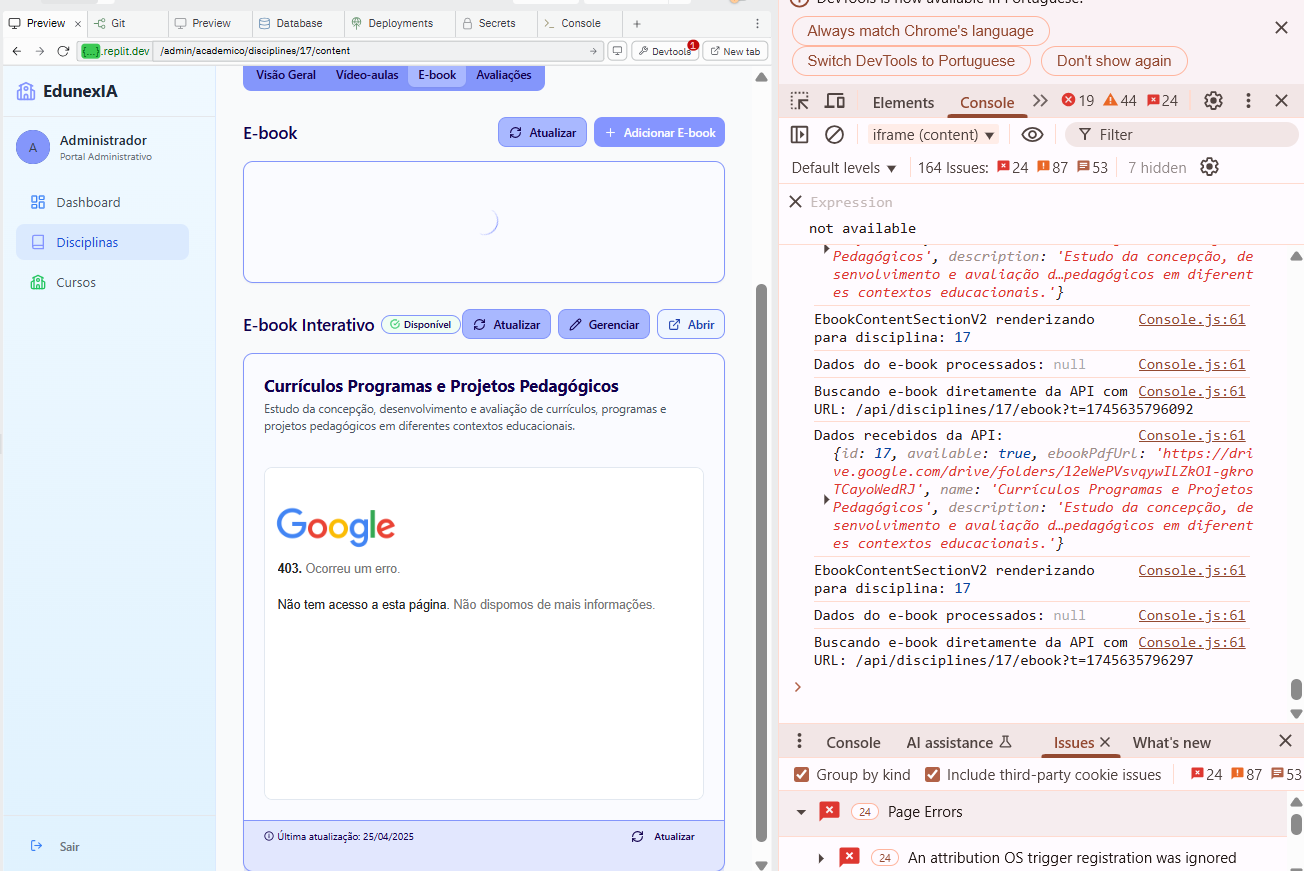 Preview
Git
Preview
Database
Deployments
Secrets
Console
.replit.dev
/admin/academico/disciplines/17/content
Devtools
1
New tab
EdunexIA
A
Administrador
Portal Administrativo
Dashboard
Disciplinas
Cursos
Sair
Visão Geral
Vídeo-aulas
E-book
Avaliações
E-book
Atualizar
+ Adicionar E-book
E-book Interativo
Disponível
Atualizar
Gerenciar
Abrir
Currículos Programas e Projetos Pedagógicos
Estudo da concepção, desenvolvimento e avaliação de currículos, programas e
projetos pedagógicos em diferentes contextos educacionais.
Google
403. Ocorreu um erro.
Não tem acesso a esta página. Não dispomos de mais informações.
Última atualização: 25/04/2025
Atualizar
DevTools is now available in Portuguese!
Always match Chrome's language
Switch DevTools to Portuguese
Don't show again
Elements
Console
19
44
24
iframe (content)
Filter
Default levels
164 Issues:
24
87
53
7 hidden
Expression
not available
Pedagógicos', description: 'Estudo da concepção, de
senvolvimento e avaliação d…pedagógicos em diferent
es contextos educacionais.'}
EbookContentSectionV2 renderizando Console.js:61
para disciplina: 17
Dados do e-book processados: null Console.js:61
Buscando e-book diretamente da API com Console.js:61
URL: /api/disciplines/17/ebook?t=1745635796092
Dados recebidos da API: Console.js:61
{id: 17, available: true, ebookPdfUrl: 'https://dri
ve.google.com/drive/folders/12eWePVsvqywILZkO1-gkro
TCayoWedRJ', name: 'Currículos Programas e Projetos
Pedagógicos', description: 'Estudo da concepção, de
senvolvimento e avaliação d…pedagógicos em diferent
es contextos educacionais.'}
EbookContentSectionV2 renderizando Console.js:61
para disciplina: 17
Dados do e-book processados: null Console.js:61
Buscando e-book diretamente da API com Console.js:61
URL: /api/disciplines/17/ebook?t=1745635796297
Console
AI assistance
Issues
What's new
Group by kind
Include third-party cookie issues
24
87
53
24
Page Errors
24
An attribution OS trigger registration was ignored